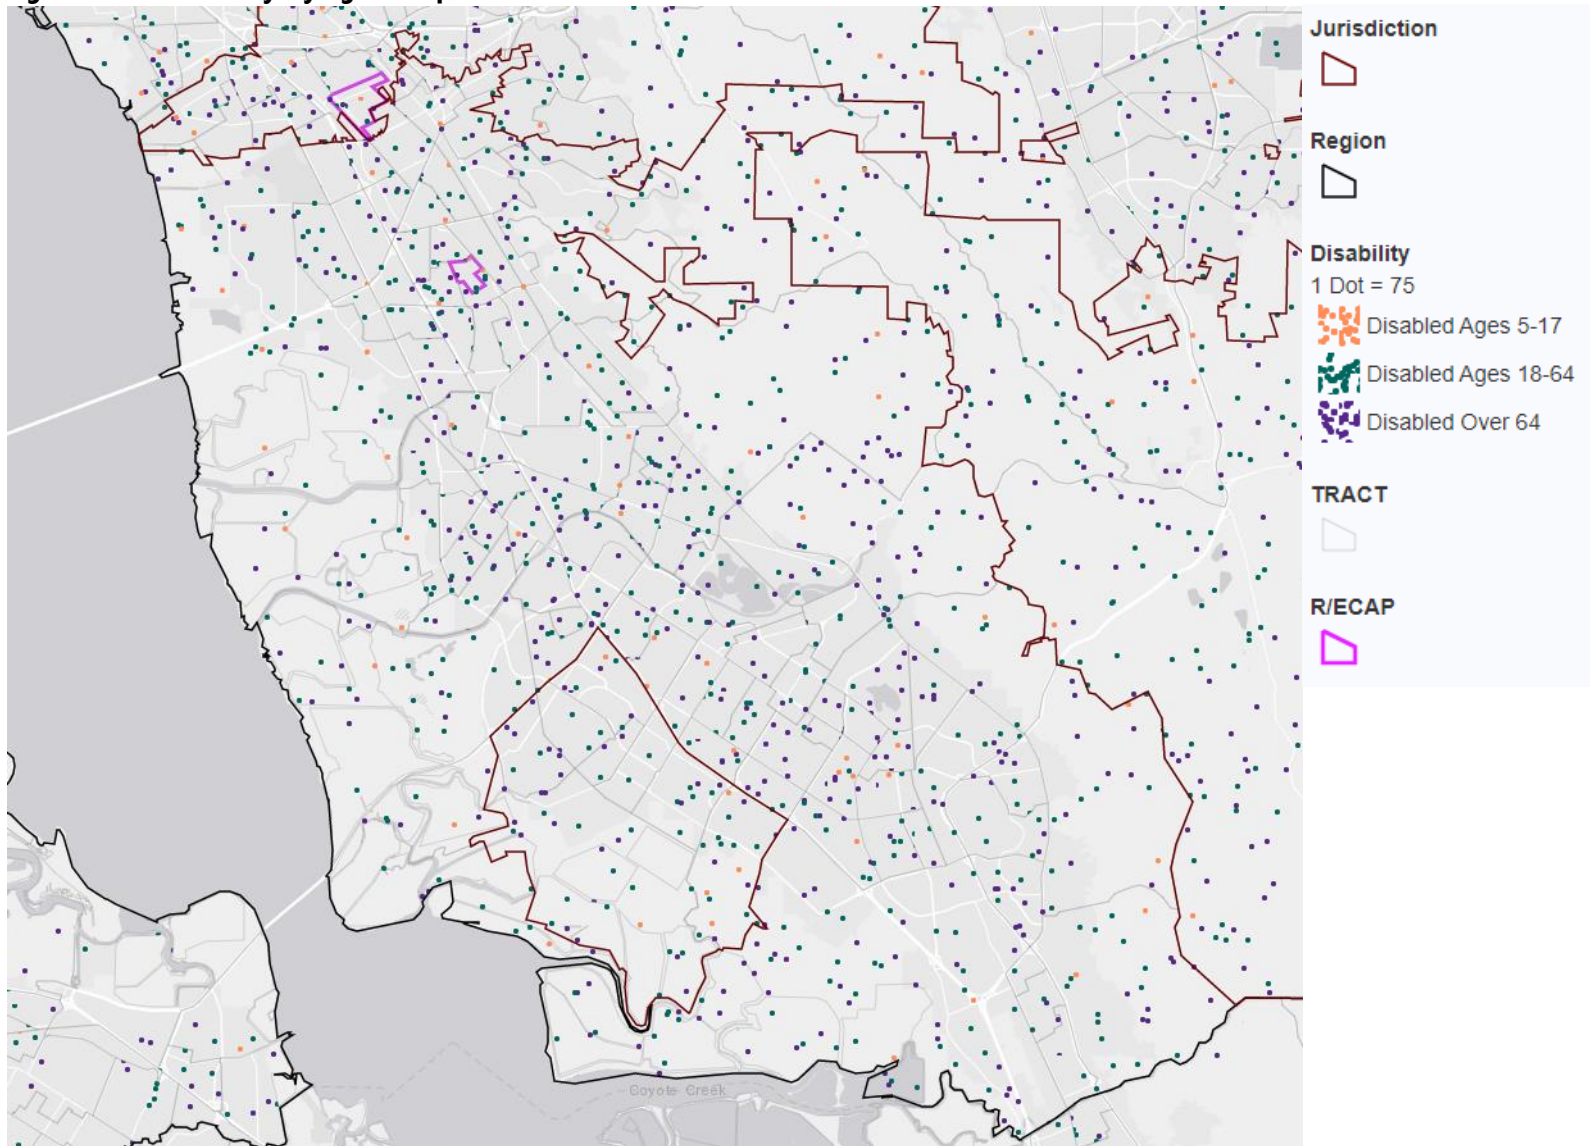 Jurisdiction
Region
Disability
1 Dot = 75
Disabled Ages 5-17
Disabled Ages 18-64
Disabled Over 64
TRACT
R/ECAP
Coyote Creek